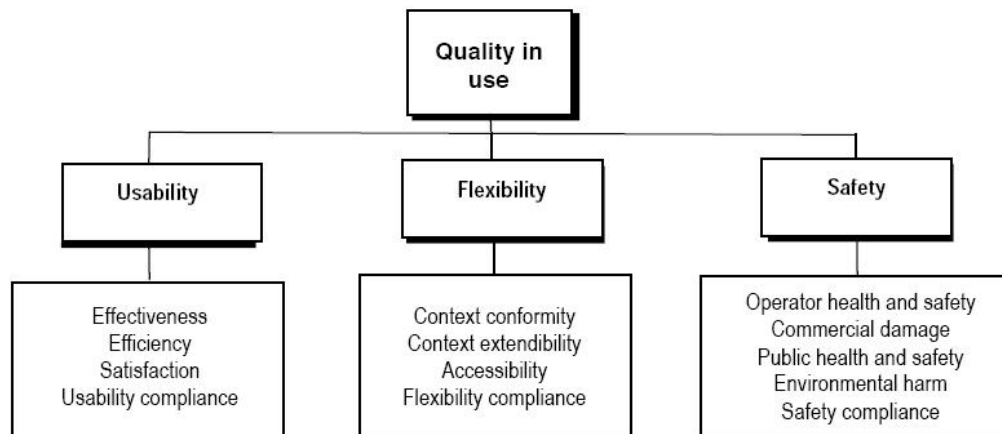 Quality in
use
Usability
Flexibility
Safety
Effectiveness
Efficiency
Satisfaction
Usability compliance
Context conformity
Context extendibility
Accessibility
Flexibility compliance
Operator health and safety
Commercial damage
Public health and safety
Environmental harm
Safety compliance